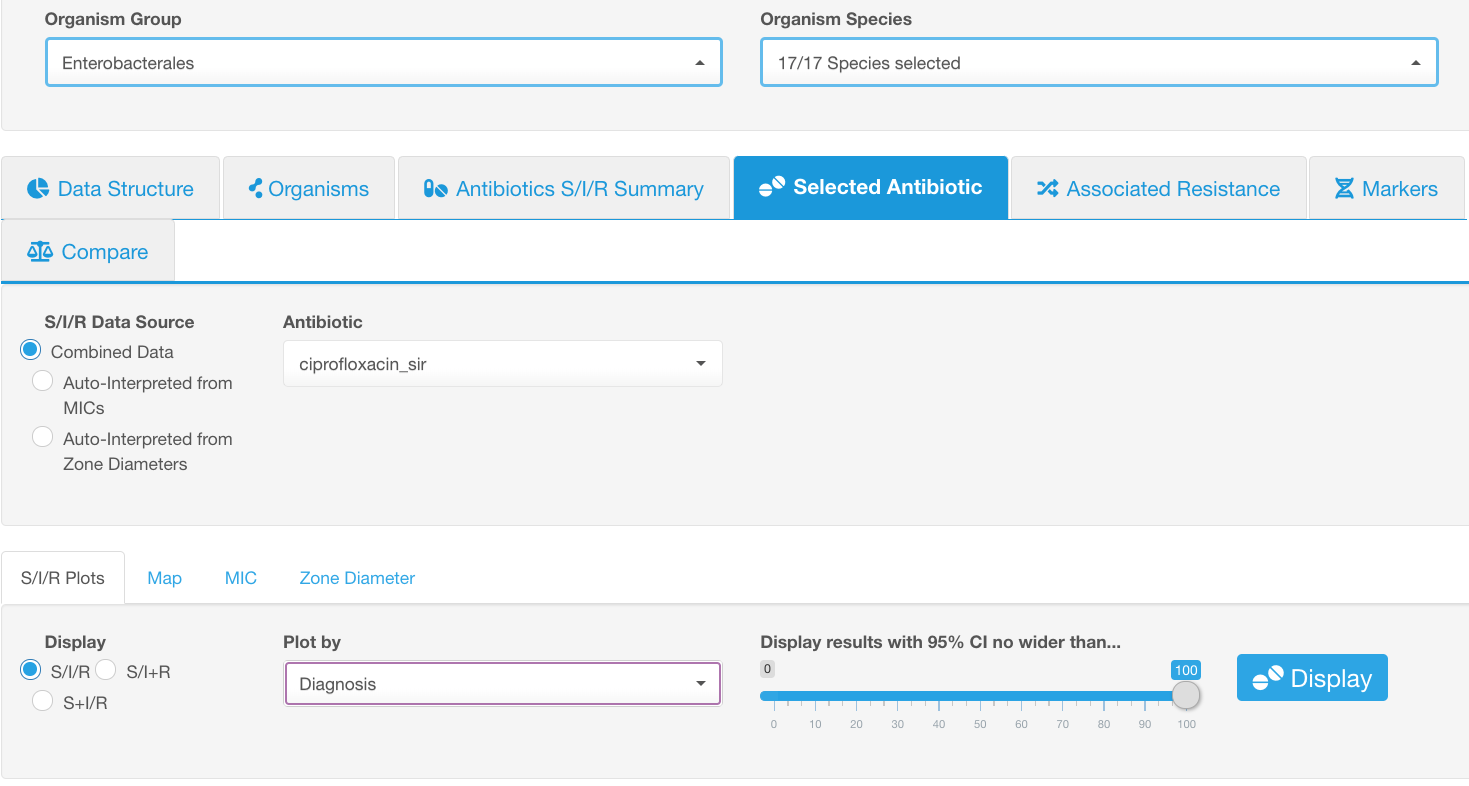 Organism Group
Organism Species
Enterobacterales
17/17 Species selected
Data Structure
Organisms
Antibiotics S/I/R Summary
Selected Antibiotic
Associated Resistance
Markers
Compare
S/I/R Data Source
Antibiotic
Combined Data
ciprofloxacin_sir
Auto-Interpreted from
MICs
Auto-Interpreted from
Zone Diameters
S/I/R Plots
Map
MIC
Zone Diameter
Display
Plot by
Display results with 95% CI no wider than...
S/I/R
S/I+R
S+I/R
Diagnosis
0
100
0 10 20 30 40 50 60 70 80 90 100
Display